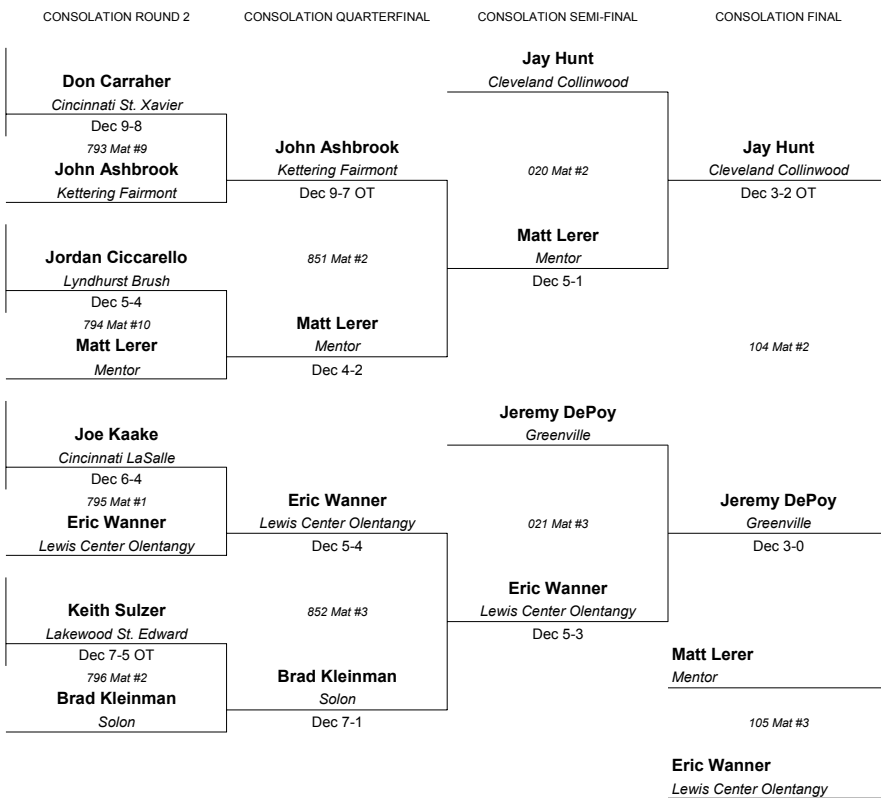 CONSOLATION ROUND 2
CONSOLATION QUARTERFINAL
CONSOLATION SEMI-FINAL
CONSOLATION FINAL
Don Carraher
Cincinnati St. Xavier
Dec 9-8
793 Mat #9
John Ashbrook
Kettering Fairmont
Jordan Ciccarello
Lyndhurst Brush
Dec 5-4
794 Mat #10
Matt Lerer
Mentor
Joe Kaake
Cincinnati LaSalle
Dec 6-4
795 Mat #1
Eric Wanner
Lewis Center Olentangy
Keith Sulzer
Lakewood St. Edward
Dec 7-5 OT
796 Mat #2
Brad Kleinman
Solon
John Ashbrook
Kettering Fairmont
Dec 9-7 OT
851 Mat #2
Matt Lerer
Mentor
Dec 4-2
Eric Wanner
Lewis Center Olentangy
Dec 5-4
852 Mat #3
Brad Kleinman
Solon
Dec 7-1
Jay Hunt
Cleveland Collinwood
020 Mat #2
Matt Lerer
Mentor
Dec 5-1
Jeremy DePoy
Greenville
021 Mat #3
Eric Wanner
Lewis Center Olentangy
Dec 5-3
Jay Hunt
Cleveland Collinwood
Dec 3-2 OT
104 Mat #2
Jeremy DePoy
Greenville
Dec 3-0
Matt Lerer
Mentor
105 Mat #3
Eric Wanner
Lewis Center Olentangy